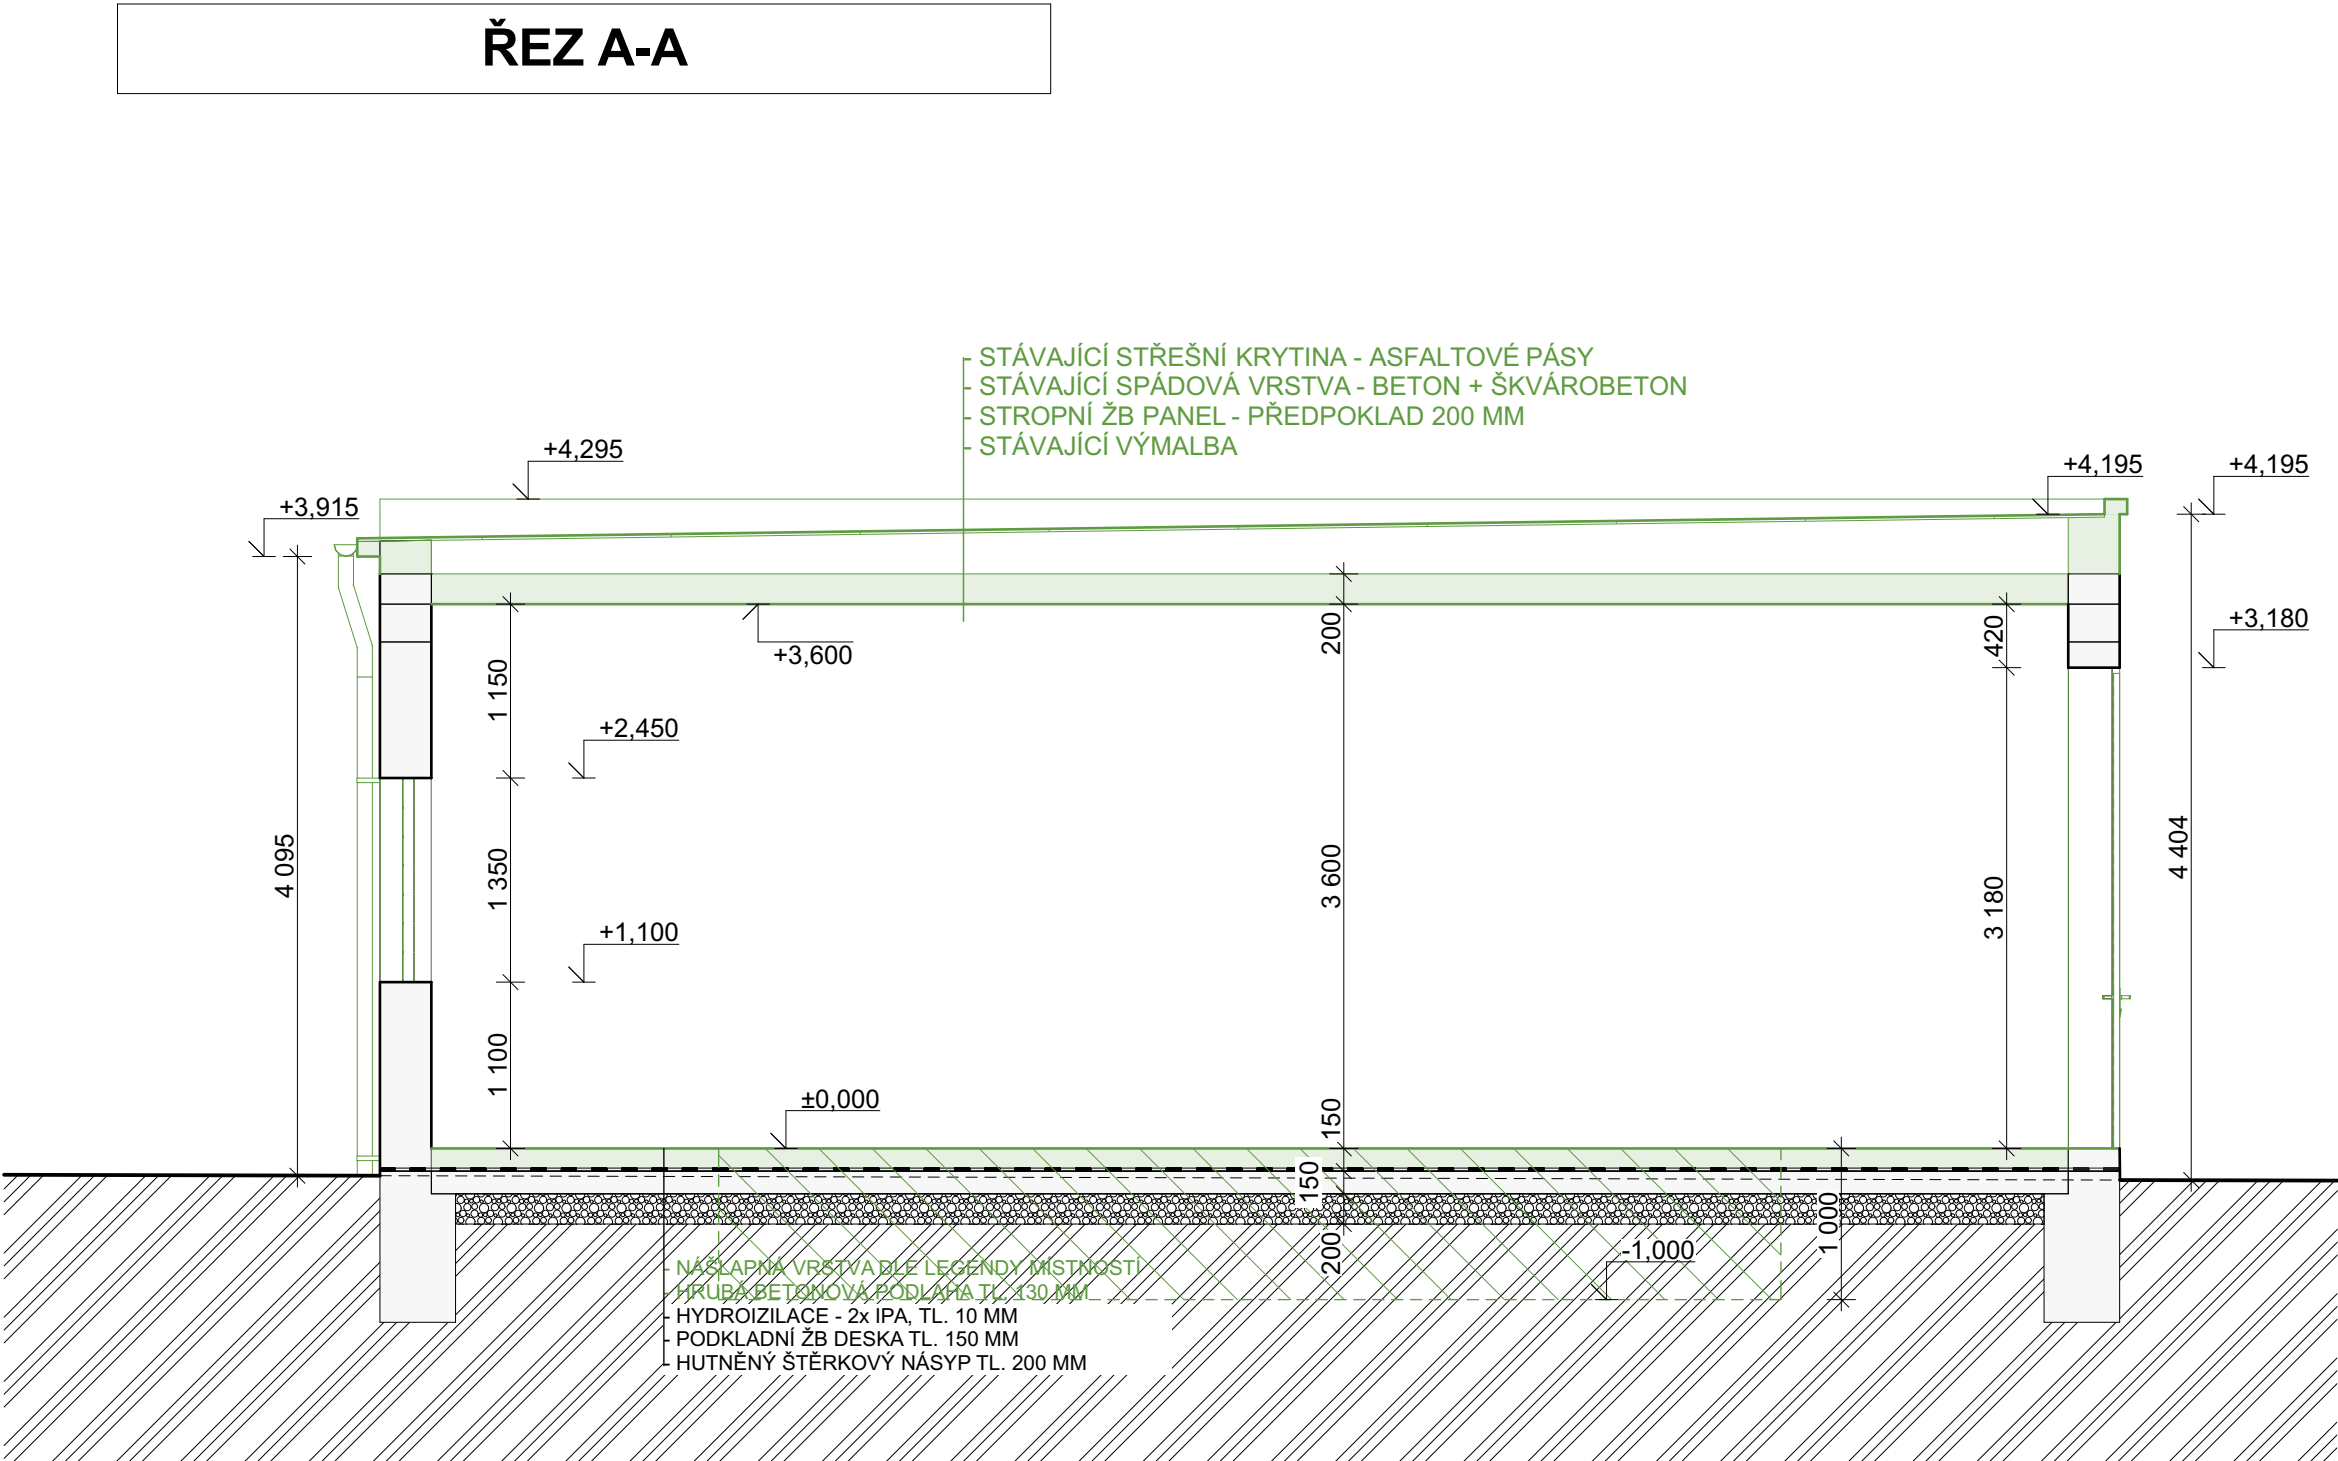 ŘEZ A-A
- STÁVAJÍCÍ STŘEŠNÍ KRYTINA - ASFALTOVÉ PÁSY
- STÁVAJÍCÍ SPÁDOVÁ VRSTVA - BETON + ŠKVÁROBETON
- STROPNÍ ŽB PANEL - PŘEDPOKLAD 200 MM
- STÁVAJÍCÍ VÝMALBA
+4,295
+4,195
+4,195
+3,915
+3,180
+3,600
200
420
1 150
+2,450
4 095
1 350
3 600
3 180
4 404
+1,100
1 100
±0,000
150
150
1 000
200
-1,000
- NÁŠLAPNÁ VRSTVA DLE LEGENDY MÍSTNOSTÍ
- HRUBÁ BETONOVÁ PODLAHA TL. 130 MM
- HYDROIZILACE - 2x IPA, TL. 10 MM
- PODKLADNÍ ŽB DESKA TL. 150 MM
- HUTNĚNÝ ŠTĚRKOVÝ NÁSYP TL. 200 MM